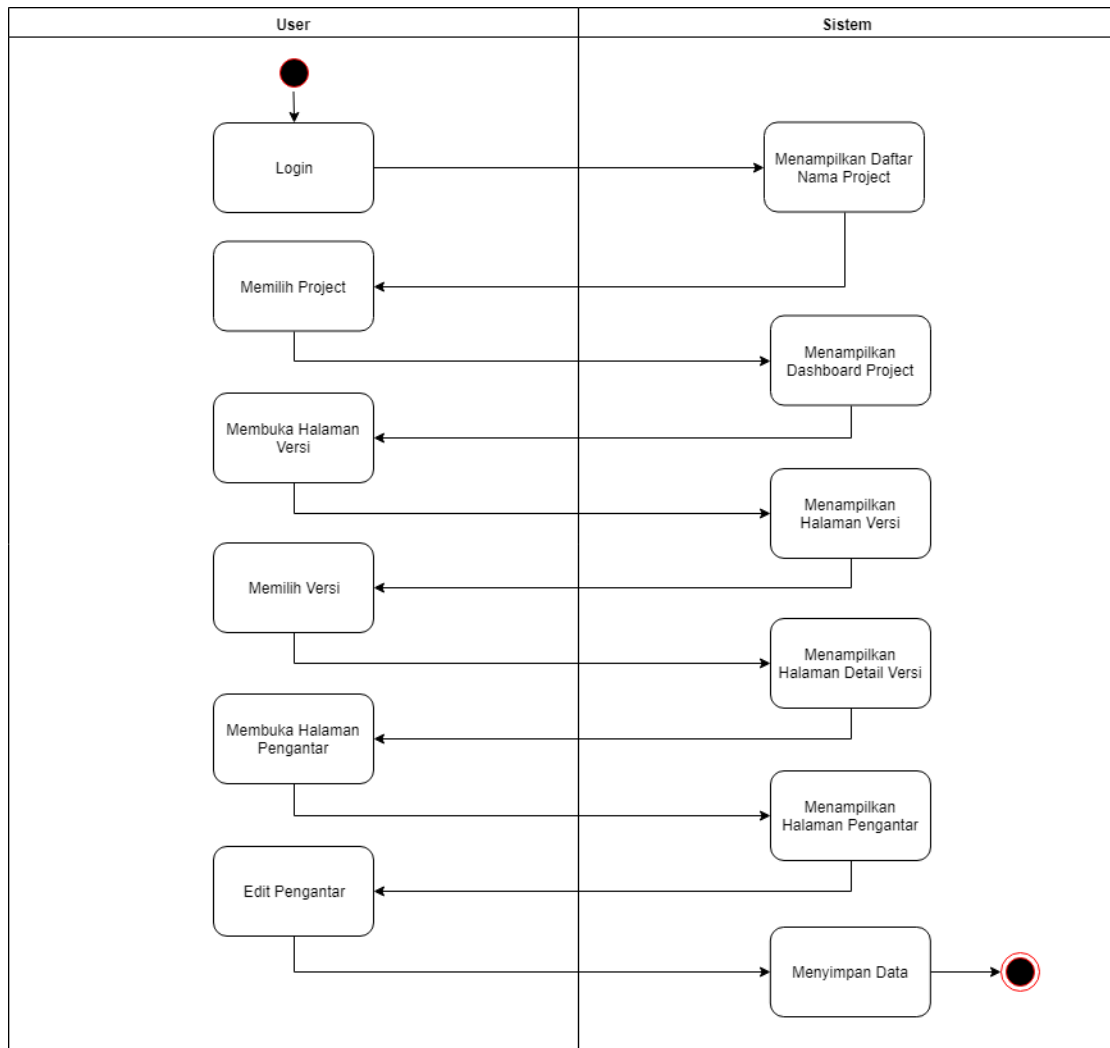 User
Sistem
Login
Menampilkan Daftar
Nama Project
Memilih Project
Menampilkan
Dashboard Project
Membuka Halaman
Versi
Menampilkan
Halaman Versi
Memilih Versi
Menampilkan
Halaman Detail Versi
Membuka Halaman
Pengantar
Menampilkan
Halaman Pengantar
Edit Pengantar
Menyimpan Data